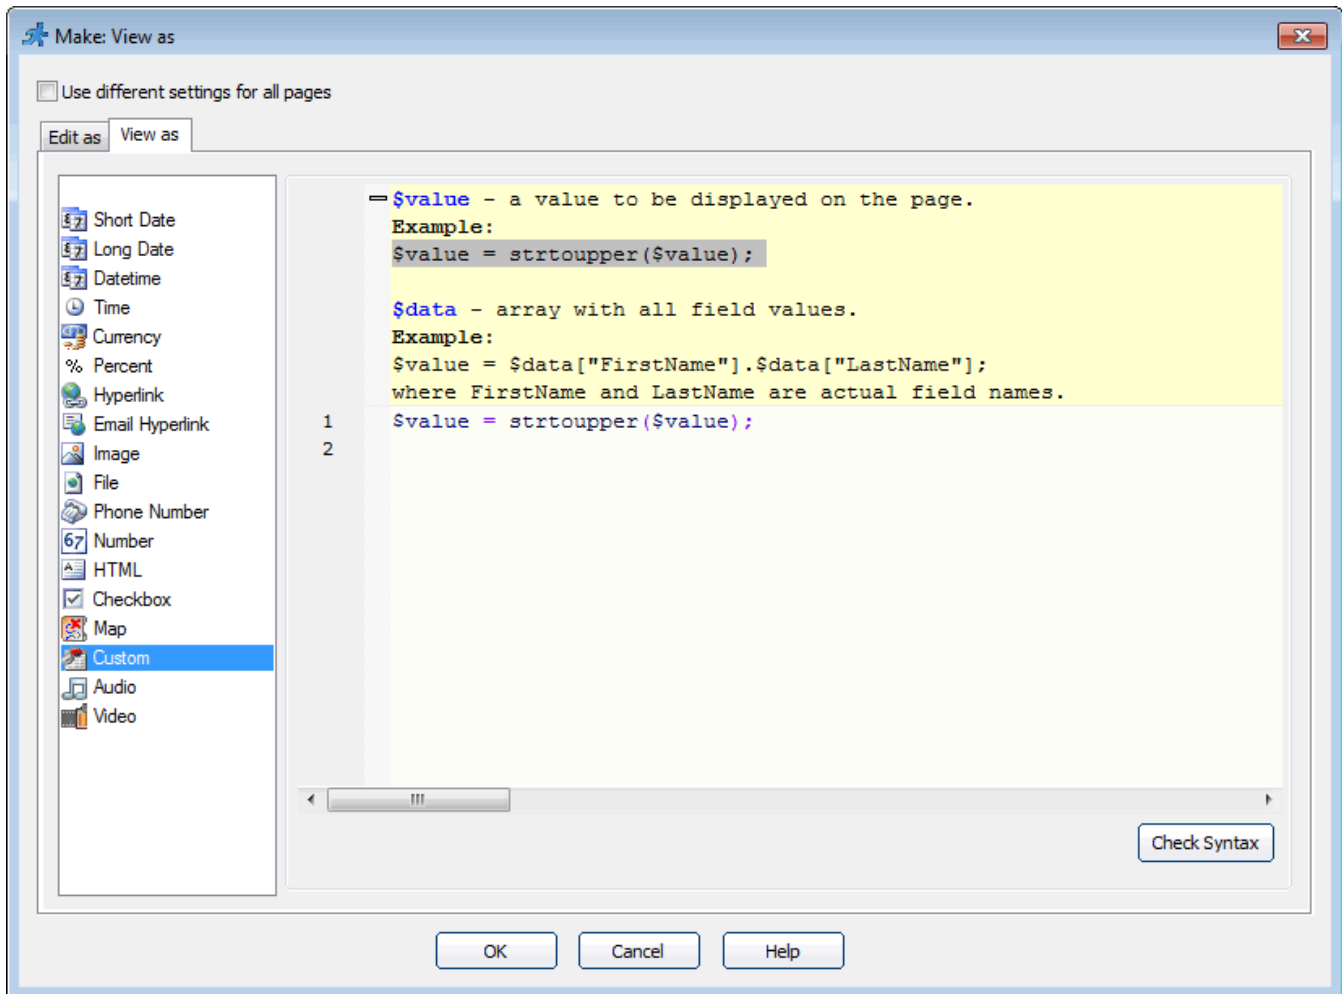 Make: View as
Use different settings for all pages
Edit as
View as
Short Date
Long Date
Datetime
Time
Currency
% Percent
Hyperlink
Email Hyperlink
Image
File
Phone Number
67 Number
HTML
Checkbox
Map
Custom
Audio
Video
$value - a value to be displayed on the page.
Example:
$value = strtoupper($value);
$data - array with all field values.
Example:
$value = $data["FirstName"].$data["LastName"];
where FirstName and LastName are actual field names.
1 $value = strtoupper($value);
2
Check Syntax
OK
Cancel
Help